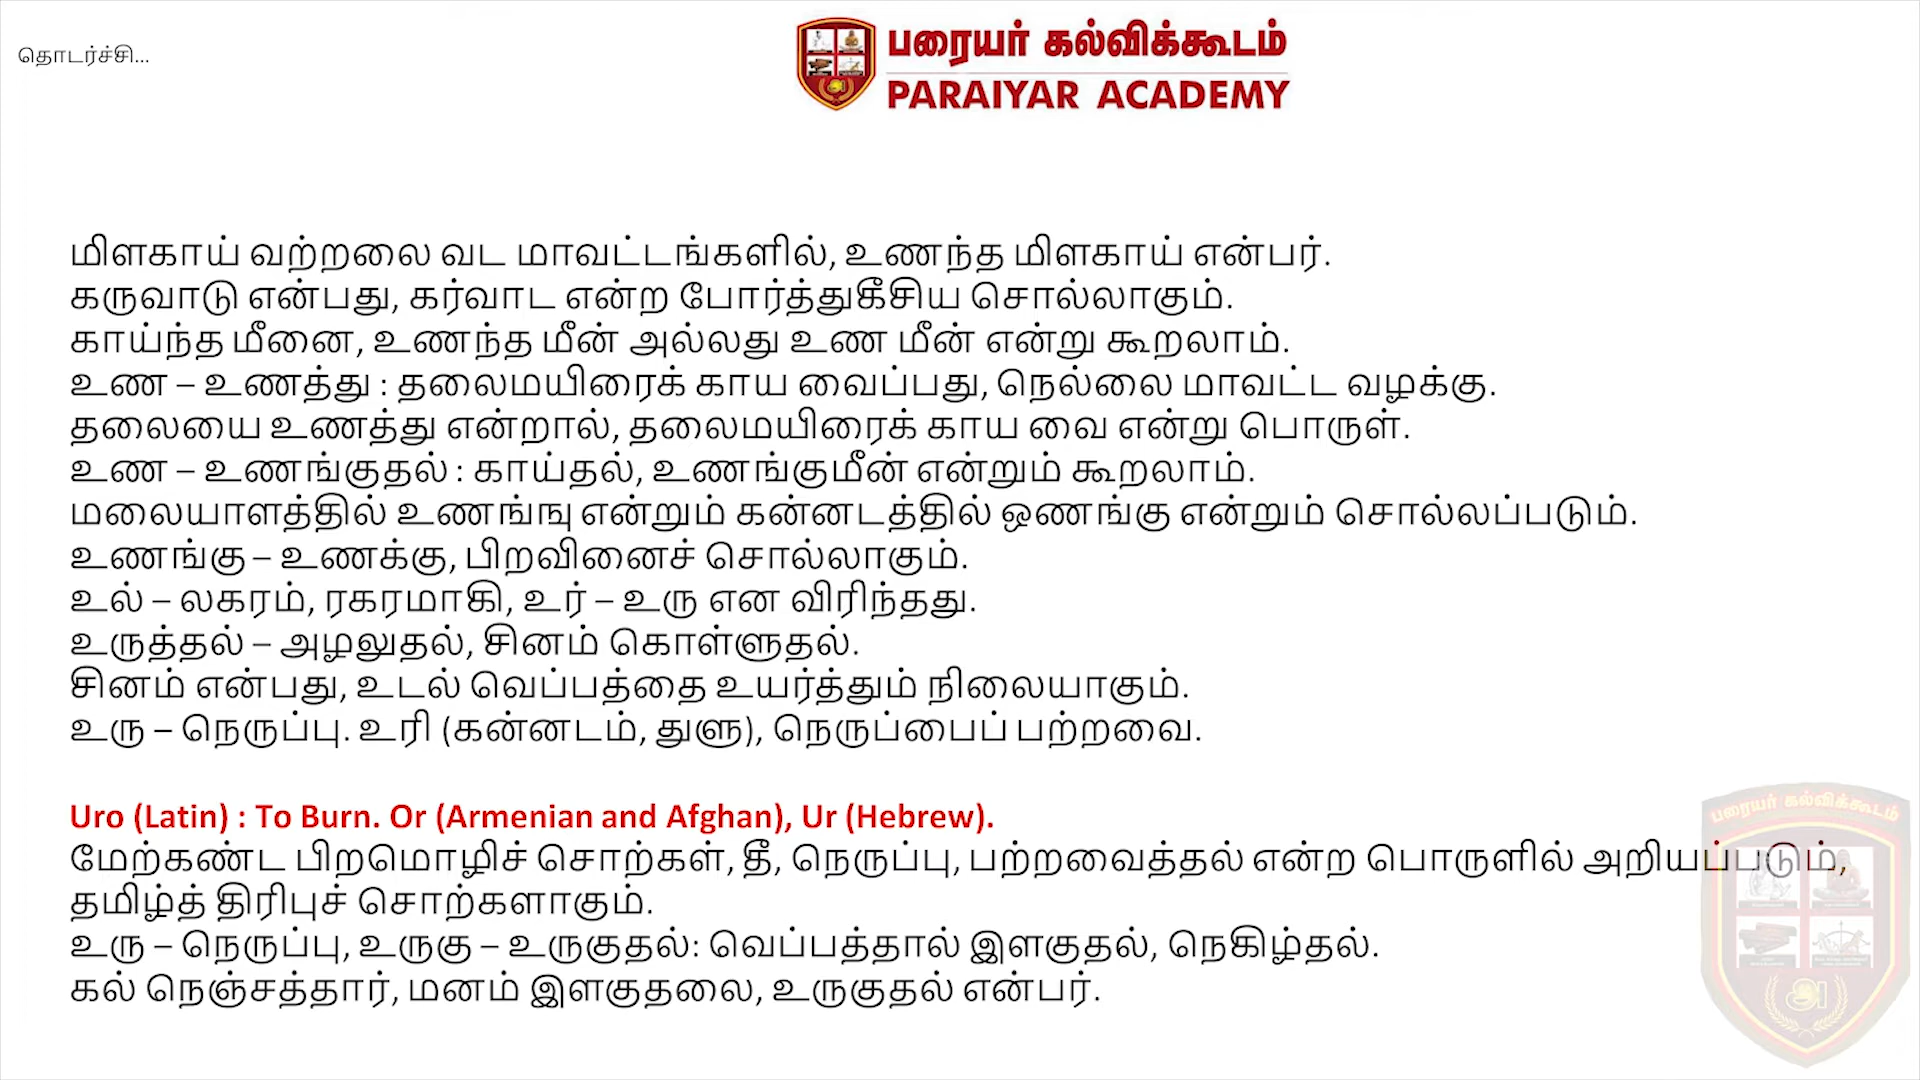 தொடர்ச்சி...
பரையர் கல்விக்கூடம்
PARAIYAR ACADEMY
மிளகாய் வற்றலை வட மாவட்டங்களில், உணந்த மிளகாய் என்பர்.
கருவாடு என்பது, கர்வாட என்ற போர்த்துகீசிய சொல்லாகும்.
காய்ந்த மீனை, உணந்த மீன் அல்லது உண மீன் என்று கூறலாம்.
உண – உணத்து : தலைமயிரைக் காய வைப்பது, நெல்லை மாவட்ட வழக்கு.
தலையை உணத்து என்றால், தலைமயிரைக் காய வை என்று பொருள்.
உண – உணங்குதல் : காய்தல், உணங்குமீன் என்றும் கூறலாம்.
மலையாளத்தில் உணங்ஙு என்றும் கன்னடத்தில் ஒணங்கு என்றும் சொல்லப்படும்.
உணங்கு – உணக்கு, பிறவினைச் சொல்லாகும்.
உல் – லகரம், ரகரமாகி, உர் – உரு என விரிந்தது.
உருத்தல் – அழலுதல், சினம் கொள்ளுதல்.
சினம் என்பது, உடல் வெப்பத்தை உயர்த்தும் நிலையாகும்.
உரு – நெருப்பு. உரி (கன்னடம், துளு), நெருப்பைப் பற்றவை.
Uro (Latin) : To Burn. Or (Armenian and Afghan), Ur (Hebrew).
மேற்கண்ட பிறமொழிச் சொற்கள், தீ, நெருப்பு, பற்றவைத்தல் என்ற பொருளில் அறியப்படும்,
தமிழ்த் திரிபுச் சொற்களாகும்.
உரு – நெருப்பு, உருகு – உருகுதல்: வெப்பத்தால் இளகுதல், நெகிழ்தல்.
கல் நெஞ்சத்தார், மனம் இளகுதலை, உருகுதல் என்பர்.
பரையர் கல்விக்கூடம்
அ